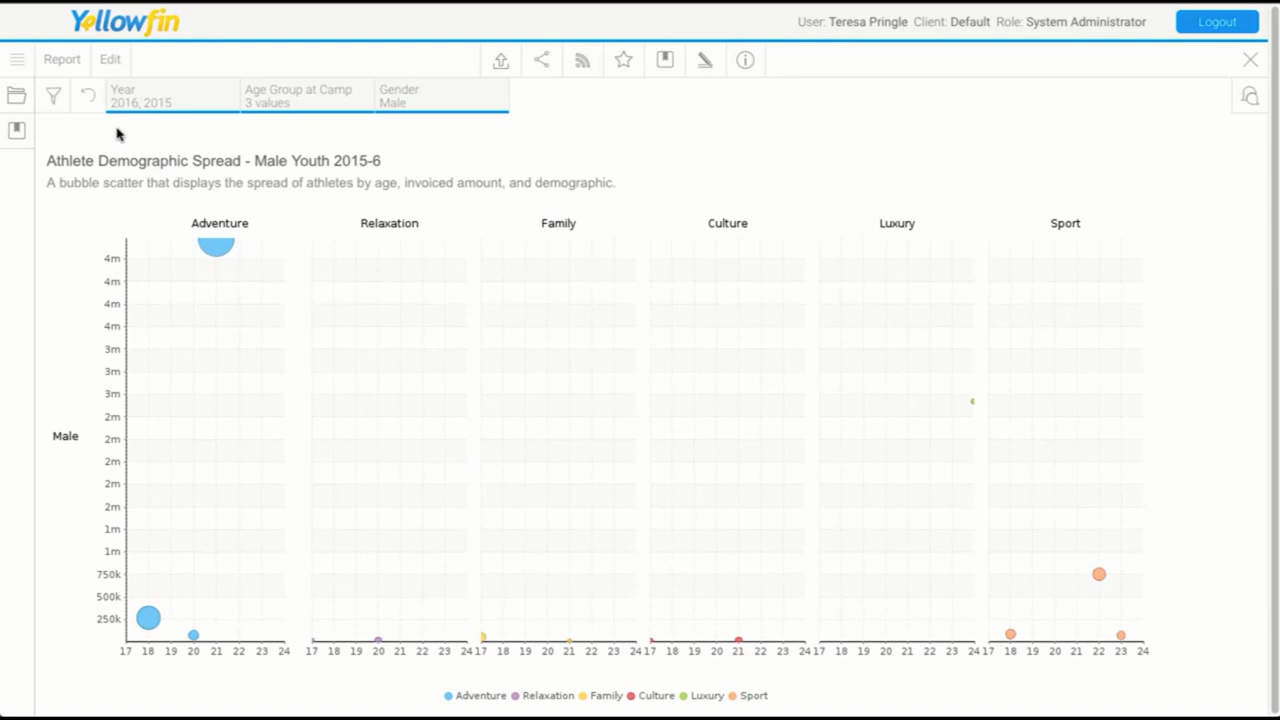 Yellowfin
User: Teresa Pringle Client: Default Role: System Administrator
Logout
Report
Edit
Year
2016, 2015
Age Group at Camp
3 values
Gender
Male
Athlete Demographic Spread - Male Youth 2015-6
A bubble scatter that displays the spread of athletes by age, invoiced amount, and demographic.
Adventure Relaxation Family Culture Luxury Sport
4m
4m
4m
4m
3m
3m
3m
2m
Male
2m
2m
2m
2m
1m
1m
750k
500k
250k
17 18 19 20 21 22 23 24 17 18 19 20 21 22 23 24 17 18 19 20 21 22 23 24 17 18 19 20 21 22 23 24 17 18 19 20 21 22 23 24 17 18 19 20 21 22 23 24
Adventure Relaxation Family Culture Luxury Sport